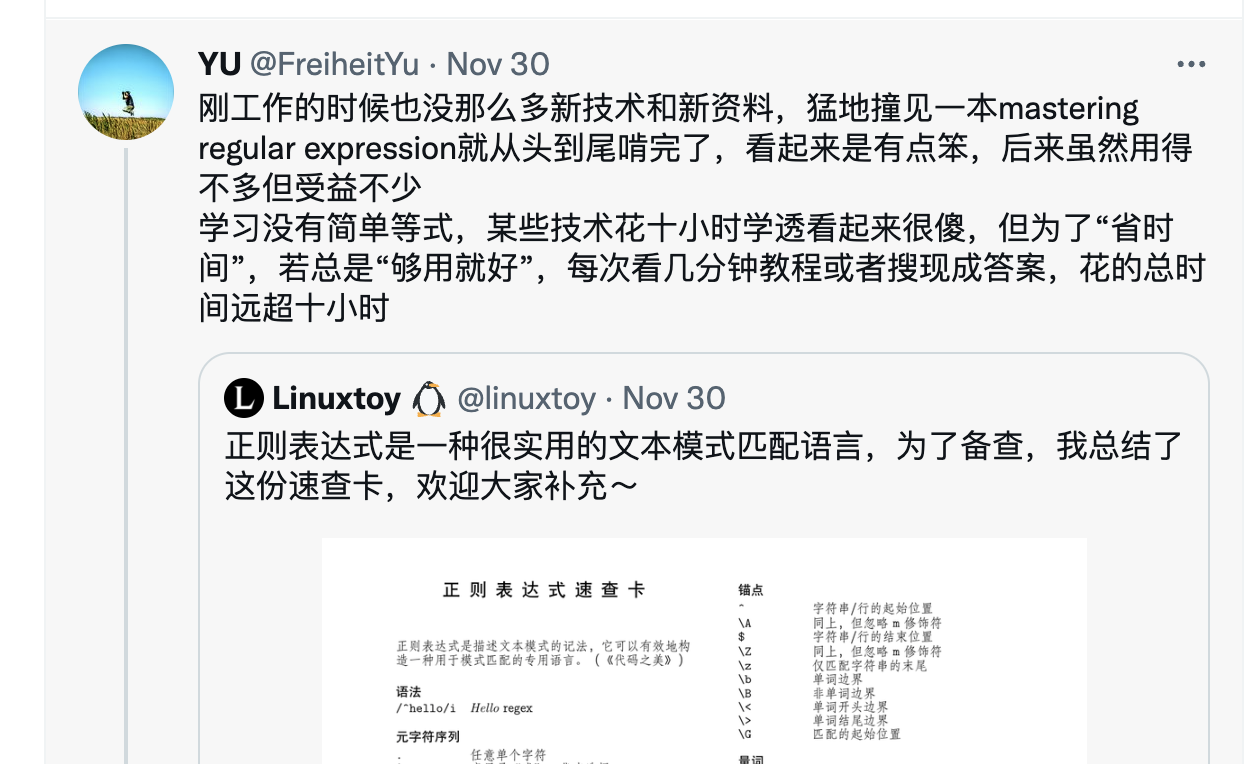 YU @FreiheitYu · Nov 30
刚工作的时候也没那么多新技术和新资料，猛地撞见一本mastering
regular expression就从头到尾啃完了，看起来是有点笨，后来虽然用得
不多但受益不少
学习没有简单等式，某些技术花十小时学透看起来很傻，但为了“省时
间”，若总是“够用就好”，每次看几分钟教程或者搜现成答案，花的总时
间远超十小时
L Linuxtoy 🐧 @linuxtoy · Nov 30
正则表达式是一种很实用的文本模式匹配语言，为了备查，我总结了
这份速查卡，欢迎大家补充～
正则表达式速查卡
正则表达式是描述文本模式的记法，它可以有效地构
造一种用于模式匹配的专用语言。（《代码之美》）
语法
/^hello/i Hello regex
元字符序列
. 任意单个字符
锚点
^ 字符串/行的起始位置
\A 同上，但忽略 m 修饰符
$ 字符串/行的结束位置
\Z 同上，但忽略 m 修饰符
\z 仅匹配字符串的末尾
\b 单词边界
\B 非单词边界
\< 单词开头边界
\> 单词结尾边界
\G 匹配的起始位置
量词